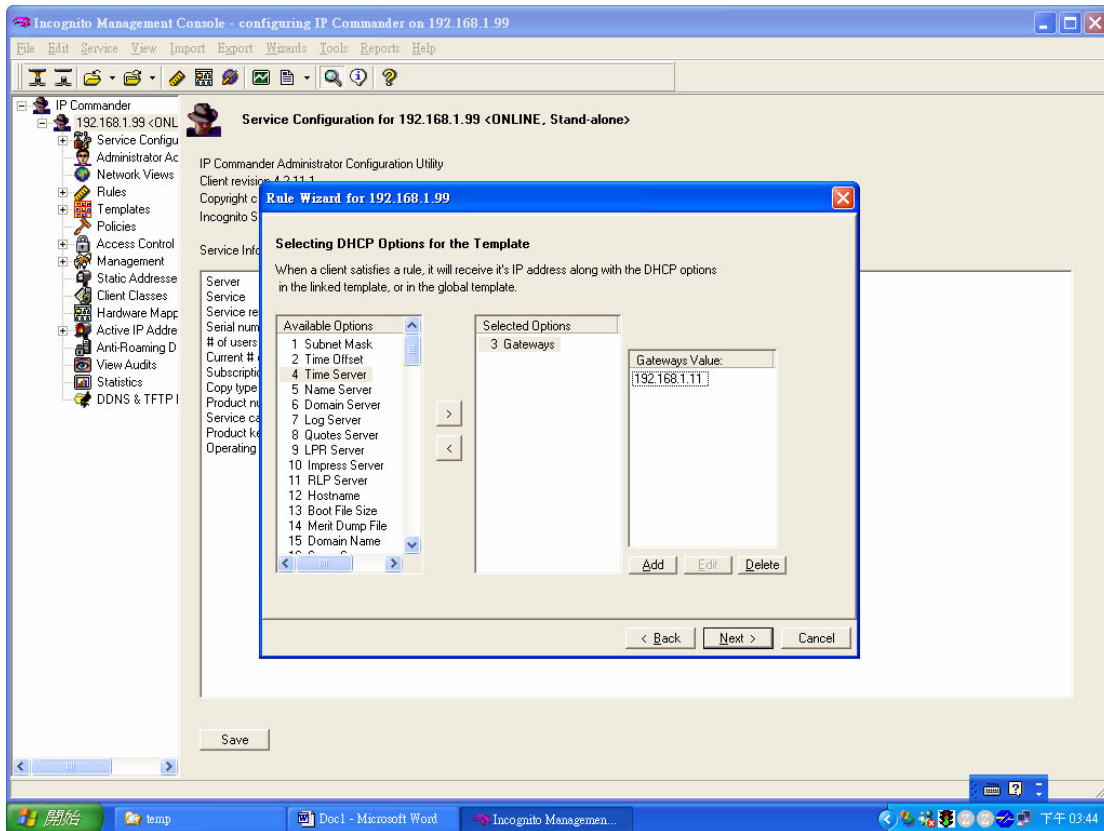 Incognito Management Console - configuring IP Commander on 192.168.1.99
File Edit Service View Import Export Wizards Tools Reports Help
IP Commander
192.168.1.99 <ONL
Service Configu
Administrator Ac
Network Views
Rules
Templates
Policies
Access Control
Management
Static Addresse
Client Classes
Hardware Mapp
Active IP Addre
Anti-Roaming D
View Audits
Statistics
DDNS & TFTP
Service Configuration for 192.168.1.99 <ONLINE, Stand-alone>
IP Commander Administrator Configuration Utility
Client revision 4.2.11.1
Copyright c
Incognito S
Service Info
Server
Service
Service re
Serial num
# of users
Current #
Subscriptio
Copy type
Product nu
Service ca
Product ke
Operating
Rule Wizard for 192.168.1.99
Selecting DHCP Options for the Template
When a client satisfies a rule, it will receive it's IP address along with the DHCP options
in the linked template, or in the global template.
Available Options
1 Subnet Mask
2 Time Offset
4 Time Server
5 Name Server
6 Domain Server
7 Log Server
8 Quotes Server
9 LPR Server
10 Impress Server
11 RLP Server
12 Hostname
13 Boot File Size
14 Merit Dump File
15 Domain Name
>
<
Selected Options
3 Gateways
Gateways Value:
192.168.1.11
Add Edit Delete
< Back Next > Cancel
Save
開始 temp Doc1 - Microsoft Word Incognito Managemen... 下午 03:44